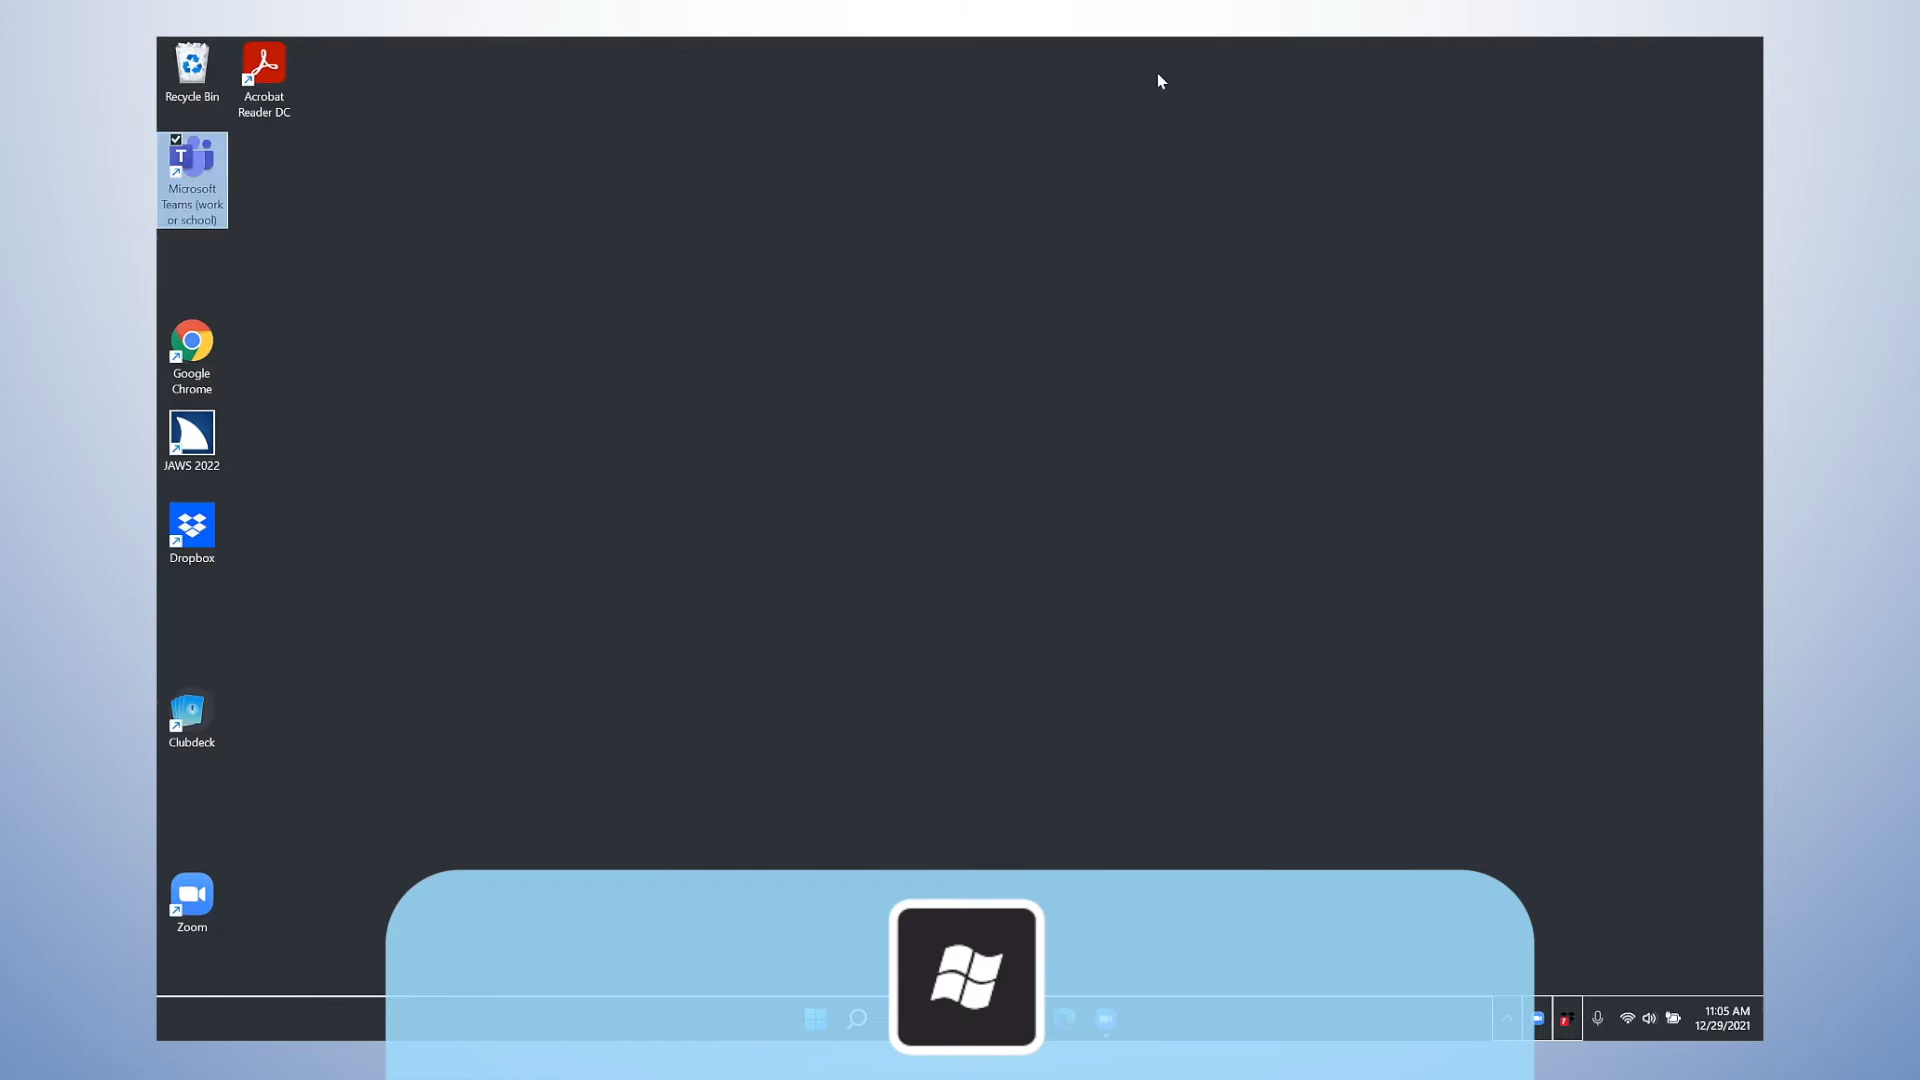 Recycle Bin
Acrobat
Reader DC
T
Microsoft
Teams (work
or school)
Google
Chrome
JAWS 2022
Dropbox
Clubdeck
Zoom
11:05 AM
12/29/2021